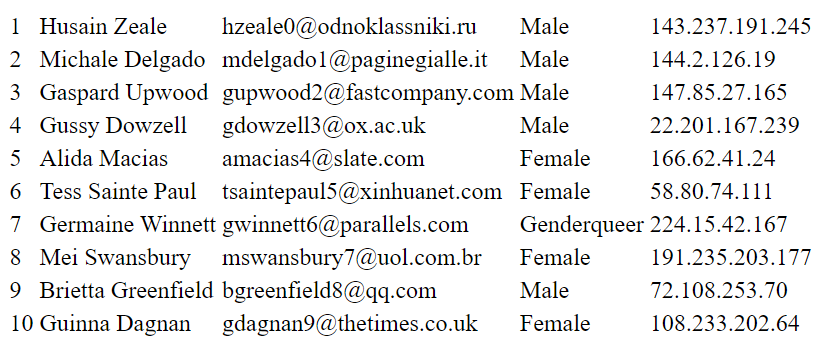 1 Husain Zeale hzeale0@odnoklassniki.ru Male 143.237.191.245
2 Michale Delgado mdelgado1@paginegialle.it Male 144.2.126.19
3 Gaspard Upwood gupwood2@fastcompany.com Male 147.85.27.165
4 Gussy Dowzell gdowzell3@ox.ac.uk Male 22.201.167.239
5 Alida Macias amacias4@slate.com Female 166.62.41.24
6 Tess Sainte Paul tsaintepaul5@xinhuanet.com Female 58.80.74.111
7 Germaine Winnett gwinnett6@parallels.com Genderqueer 224.15.42.167
8 Mei Swansbury mswansbury7@uol.com.br Female 191.235.203.177
9 Brietta Greenfield bgreenfield8@qq.com Male 72.108.253.70
10 Guinna Dagnan gdagnan9@thetimes.co.uk Female 108.233.202.64